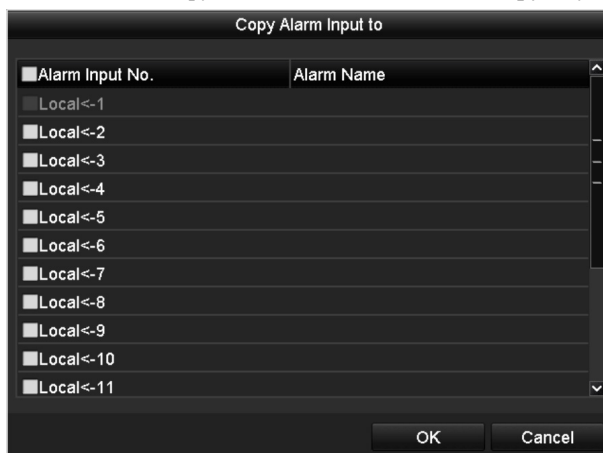 Copy Alarm Input to
Alarm Input No. Alarm Name
Local<-1
Local<-2
Local<-3
Local<-4
Local<-5
Local<-6
Local<-7
Local<-8
Local<-9
Local<-10
Local<-11
OK Cancel